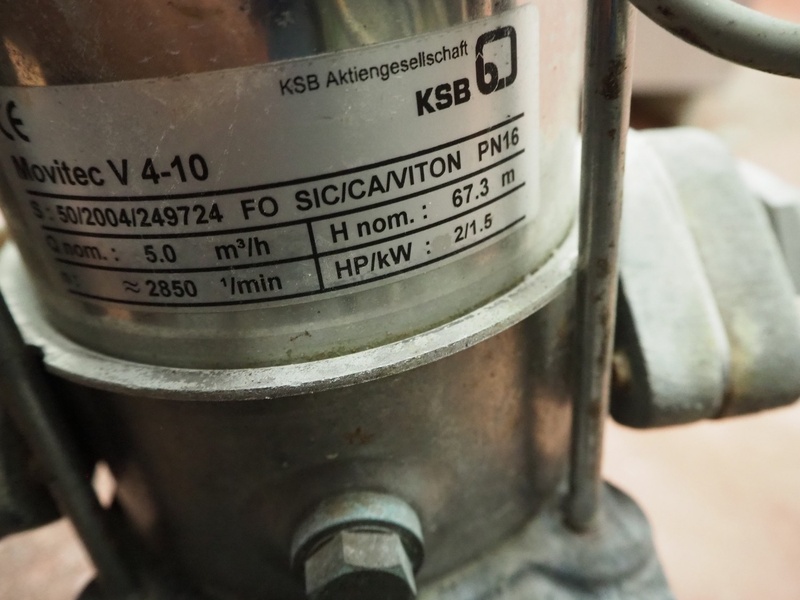 KSB Aktiengesellschaft
KSB
CE
Movitec V 4-10
S: 50/2004/249724 FO SIC/CA/VITON PN16
Q nom.: 5.0 m³/h H nom.: 67.3 m
n: ≈2850 ¹/min HP/kW : 2/1.5